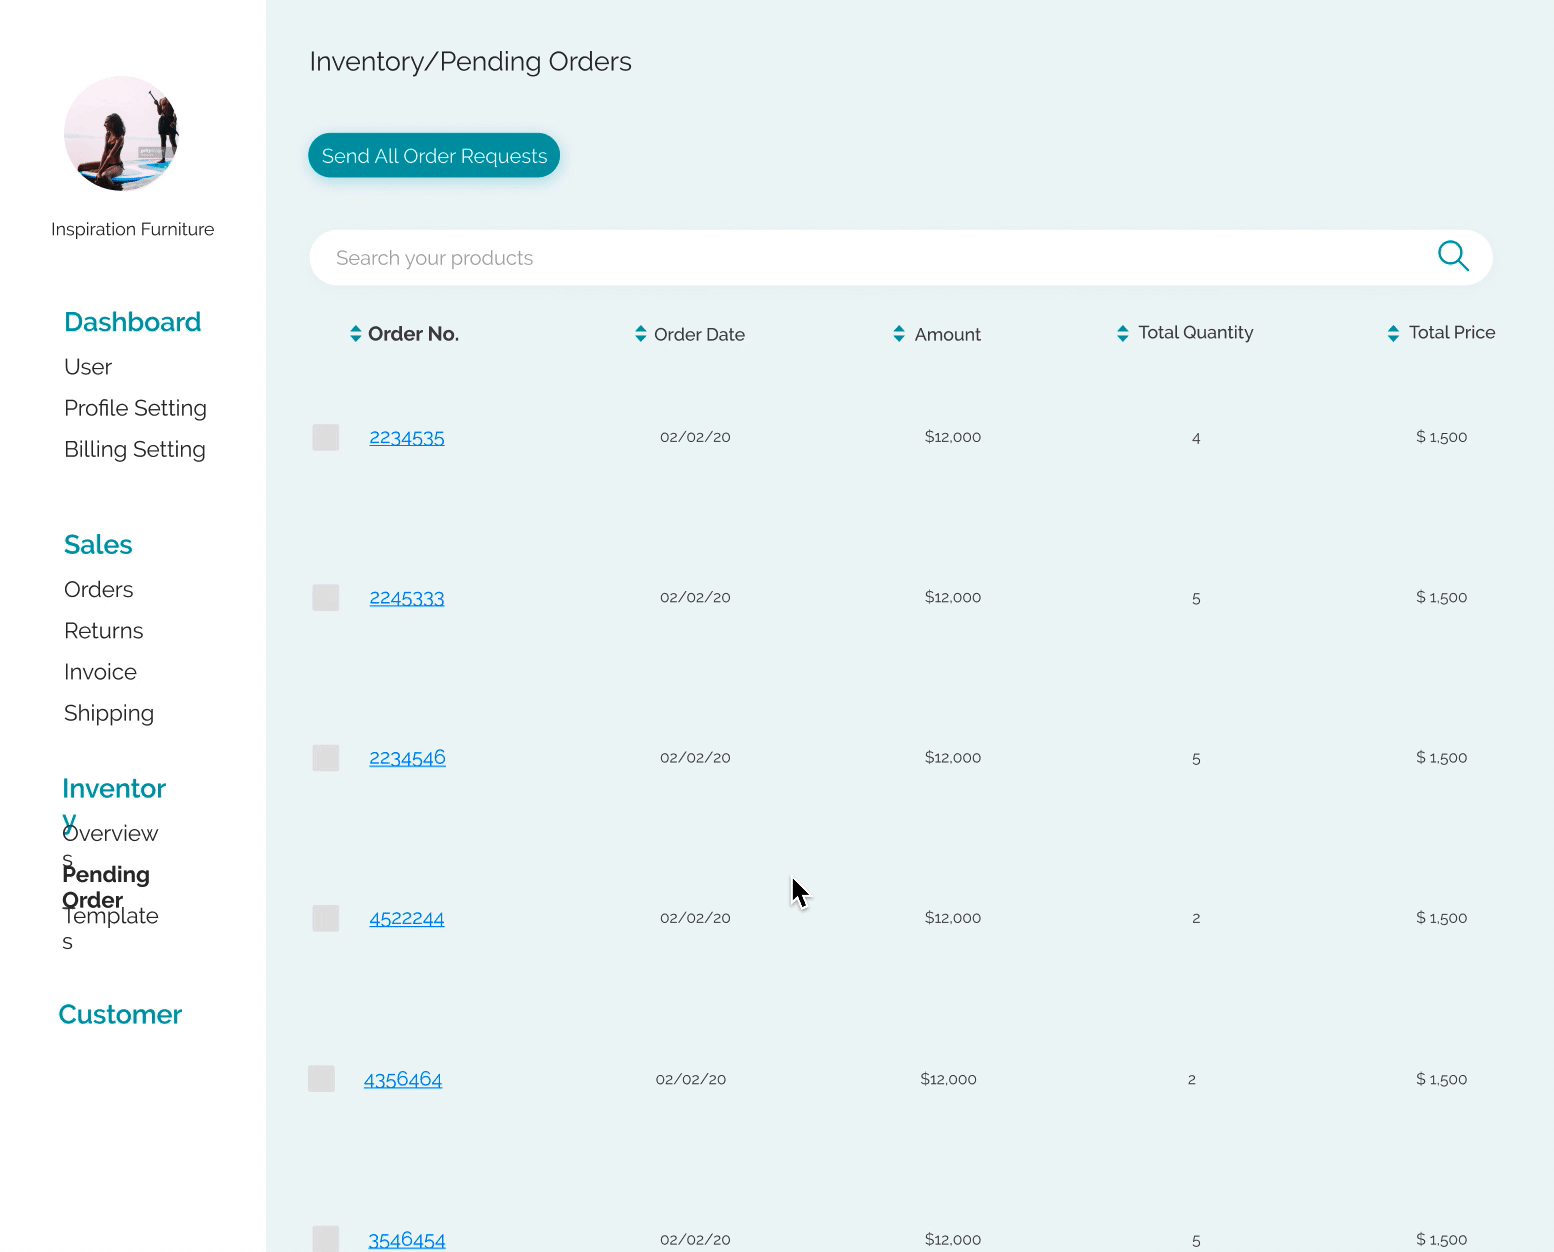 Inventory/Pending Orders
Send All Order Requests
Inspiration Furniture
Search your products
Dashboard
User
Profile Setting
Billing Setting
Sales
Orders
Returns
Invoice
Shipping
Inventor
y
Overview
s
Pending
Order
Template
s
Customer
Order No. Order Date Amount Total Quantity Total Price
2234535 02/02/20 $12,000 4 $ 1,500
2245333 02/02/20 $12,000 5 $ 1,500
2234546 02/02/20 $12,000 5 $ 1,500
4522244 02/02/20 $12,000 2 $ 1,500
4356464 02/02/20 $12,000 2 $ 1,500
3546454 02/02/20 $12,000 5 $ 1,500